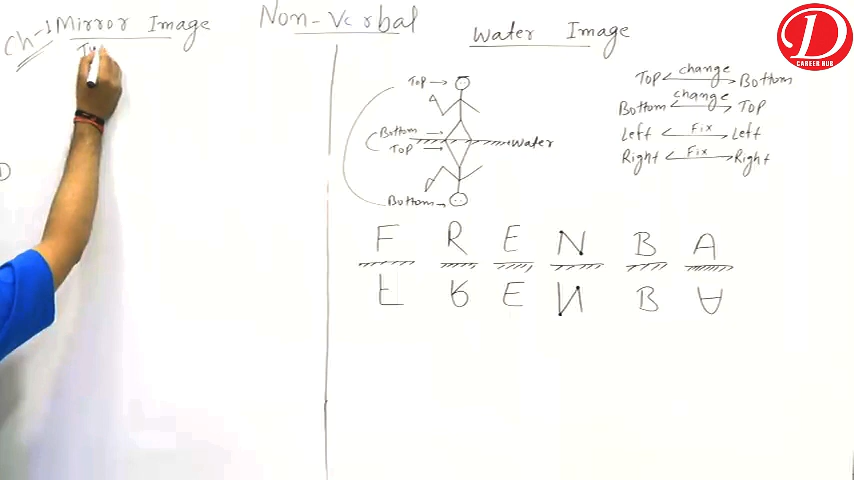 Non-Verbal
Ch-1 Mirror Image
Water Image
Top
Bottom
Top
Water
Bottom
Top change Bottom
Bottom change Top
Left Fix Left
Right Fix Right
F R E N B A
D
CAREER HUB